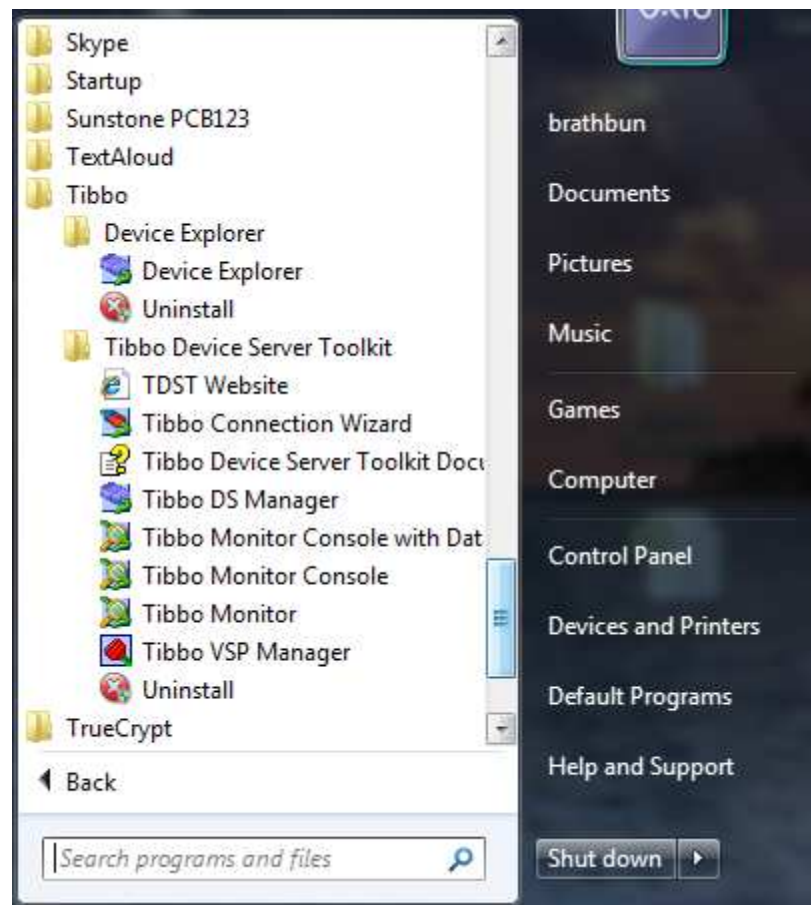 Skype
Startup
Sunstone PCB123
TextAloud
Tibbo
Device Explorer
Device Explorer
Uninstall
Tibbo Device Server Toolkit
TDST Website
Tibbo Connection Wizard
Tibbo Device Server Toolkit Docu
Tibbo DS Manager
Tibbo Monitor Console with Dat
Tibbo Monitor Console
Tibbo Monitor
Tibbo VSP Manager
Uninstall
TrueCrypt
Back
Search programs and files
brathbun
Documents
Pictures
Music
Games
Computer
Control Panel
Devices and Printers
Default Programs
Help and Support
Shut down